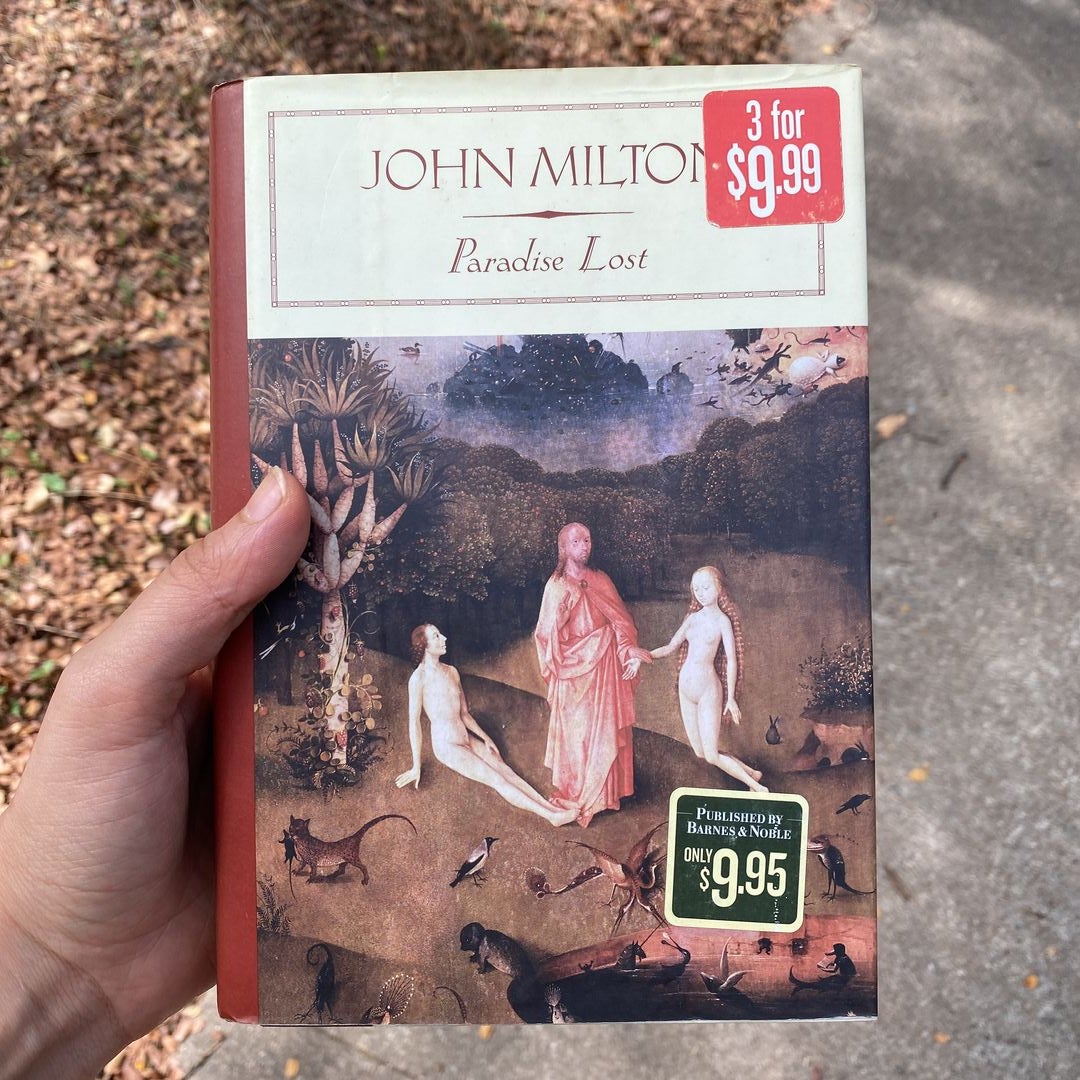 JOHN MILTON
Paradise Lost
3 for
$9.99
PUBLISHED BY
BARNES & NOBLE
ONLY
$9.95